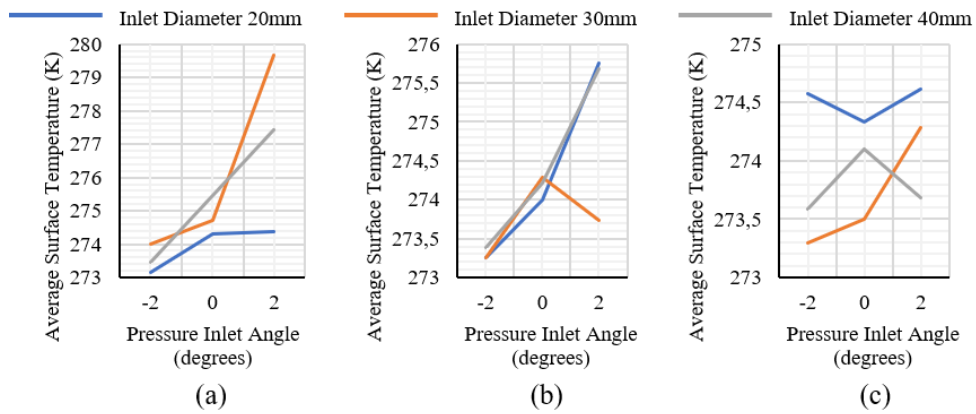 Inlet Diameter 20mm
Inlet Diameter 30mm
Inlet Diameter 40mm
Average Surface Temperature (K)
280
279
278
277
276
275
274
273
-2 0 2
Pressure Inlet Angle
(degrees)
(a)
Average Surface Temperature (K)
276
275,5
275
274,5
274
273,5
273
-2 0 2
Pressure Inlet Angle
(degrees)
(b)
Average Surface Temperature (K)
275
274,5
274
273,5
273
-2 0 2
Pressure Inlet Angle
(degrees)
(c)